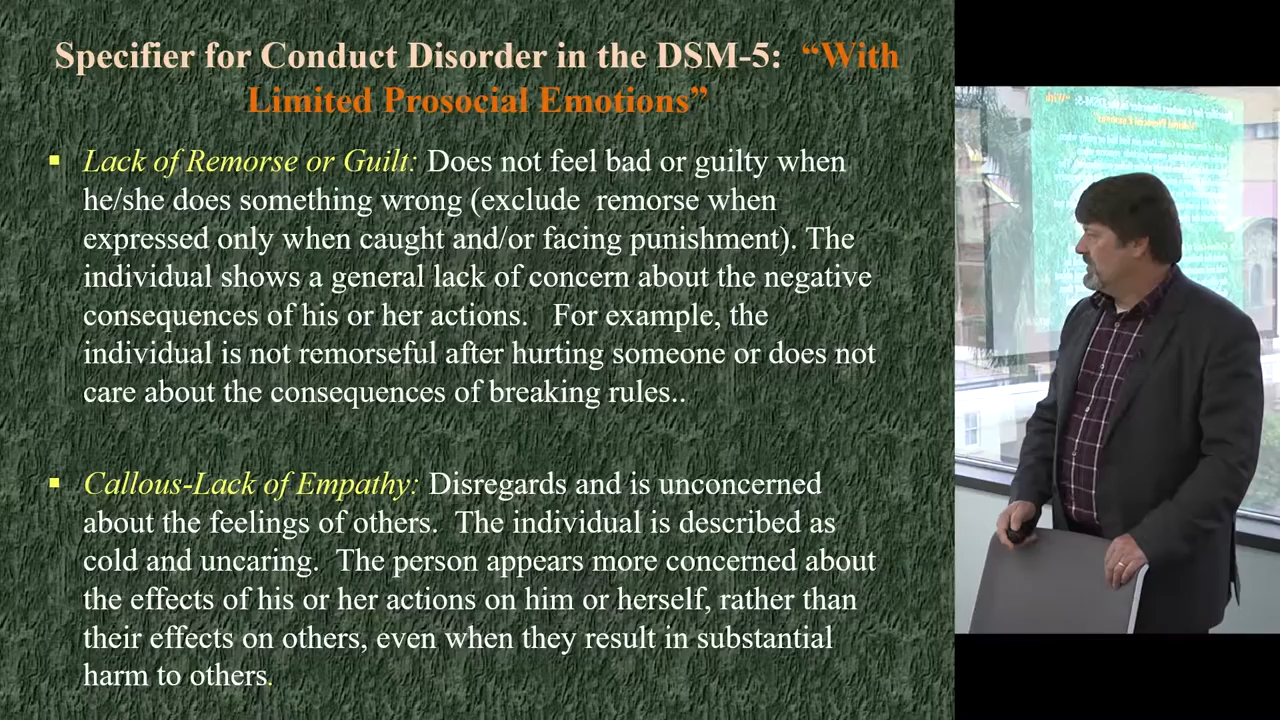 Specifier for Conduct Disorder in the DSM-5:  “With
Limited Prosocial Emotions”
▪ Lack of Remorse or Guilt: Does not feel bad or guilty when
he/she does something wrong (exclude  remorse when
expressed only when caught and/or facing punishment). The
individual shows a general lack of concern about the negative
consequences of his or her actions.   For example, the
individual is not remorseful after hurting someone or does not
care about the consequences of breaking rules..
▪ Callous-Lack of Empathy: Disregards and is unconcerned
about the feelings of others.  The individual is described as
cold and uncaring.  The person appears more concerned about
the effects of his or her actions on him or herself, rather than
their effects on others, even when they result in substantial
harm to others.